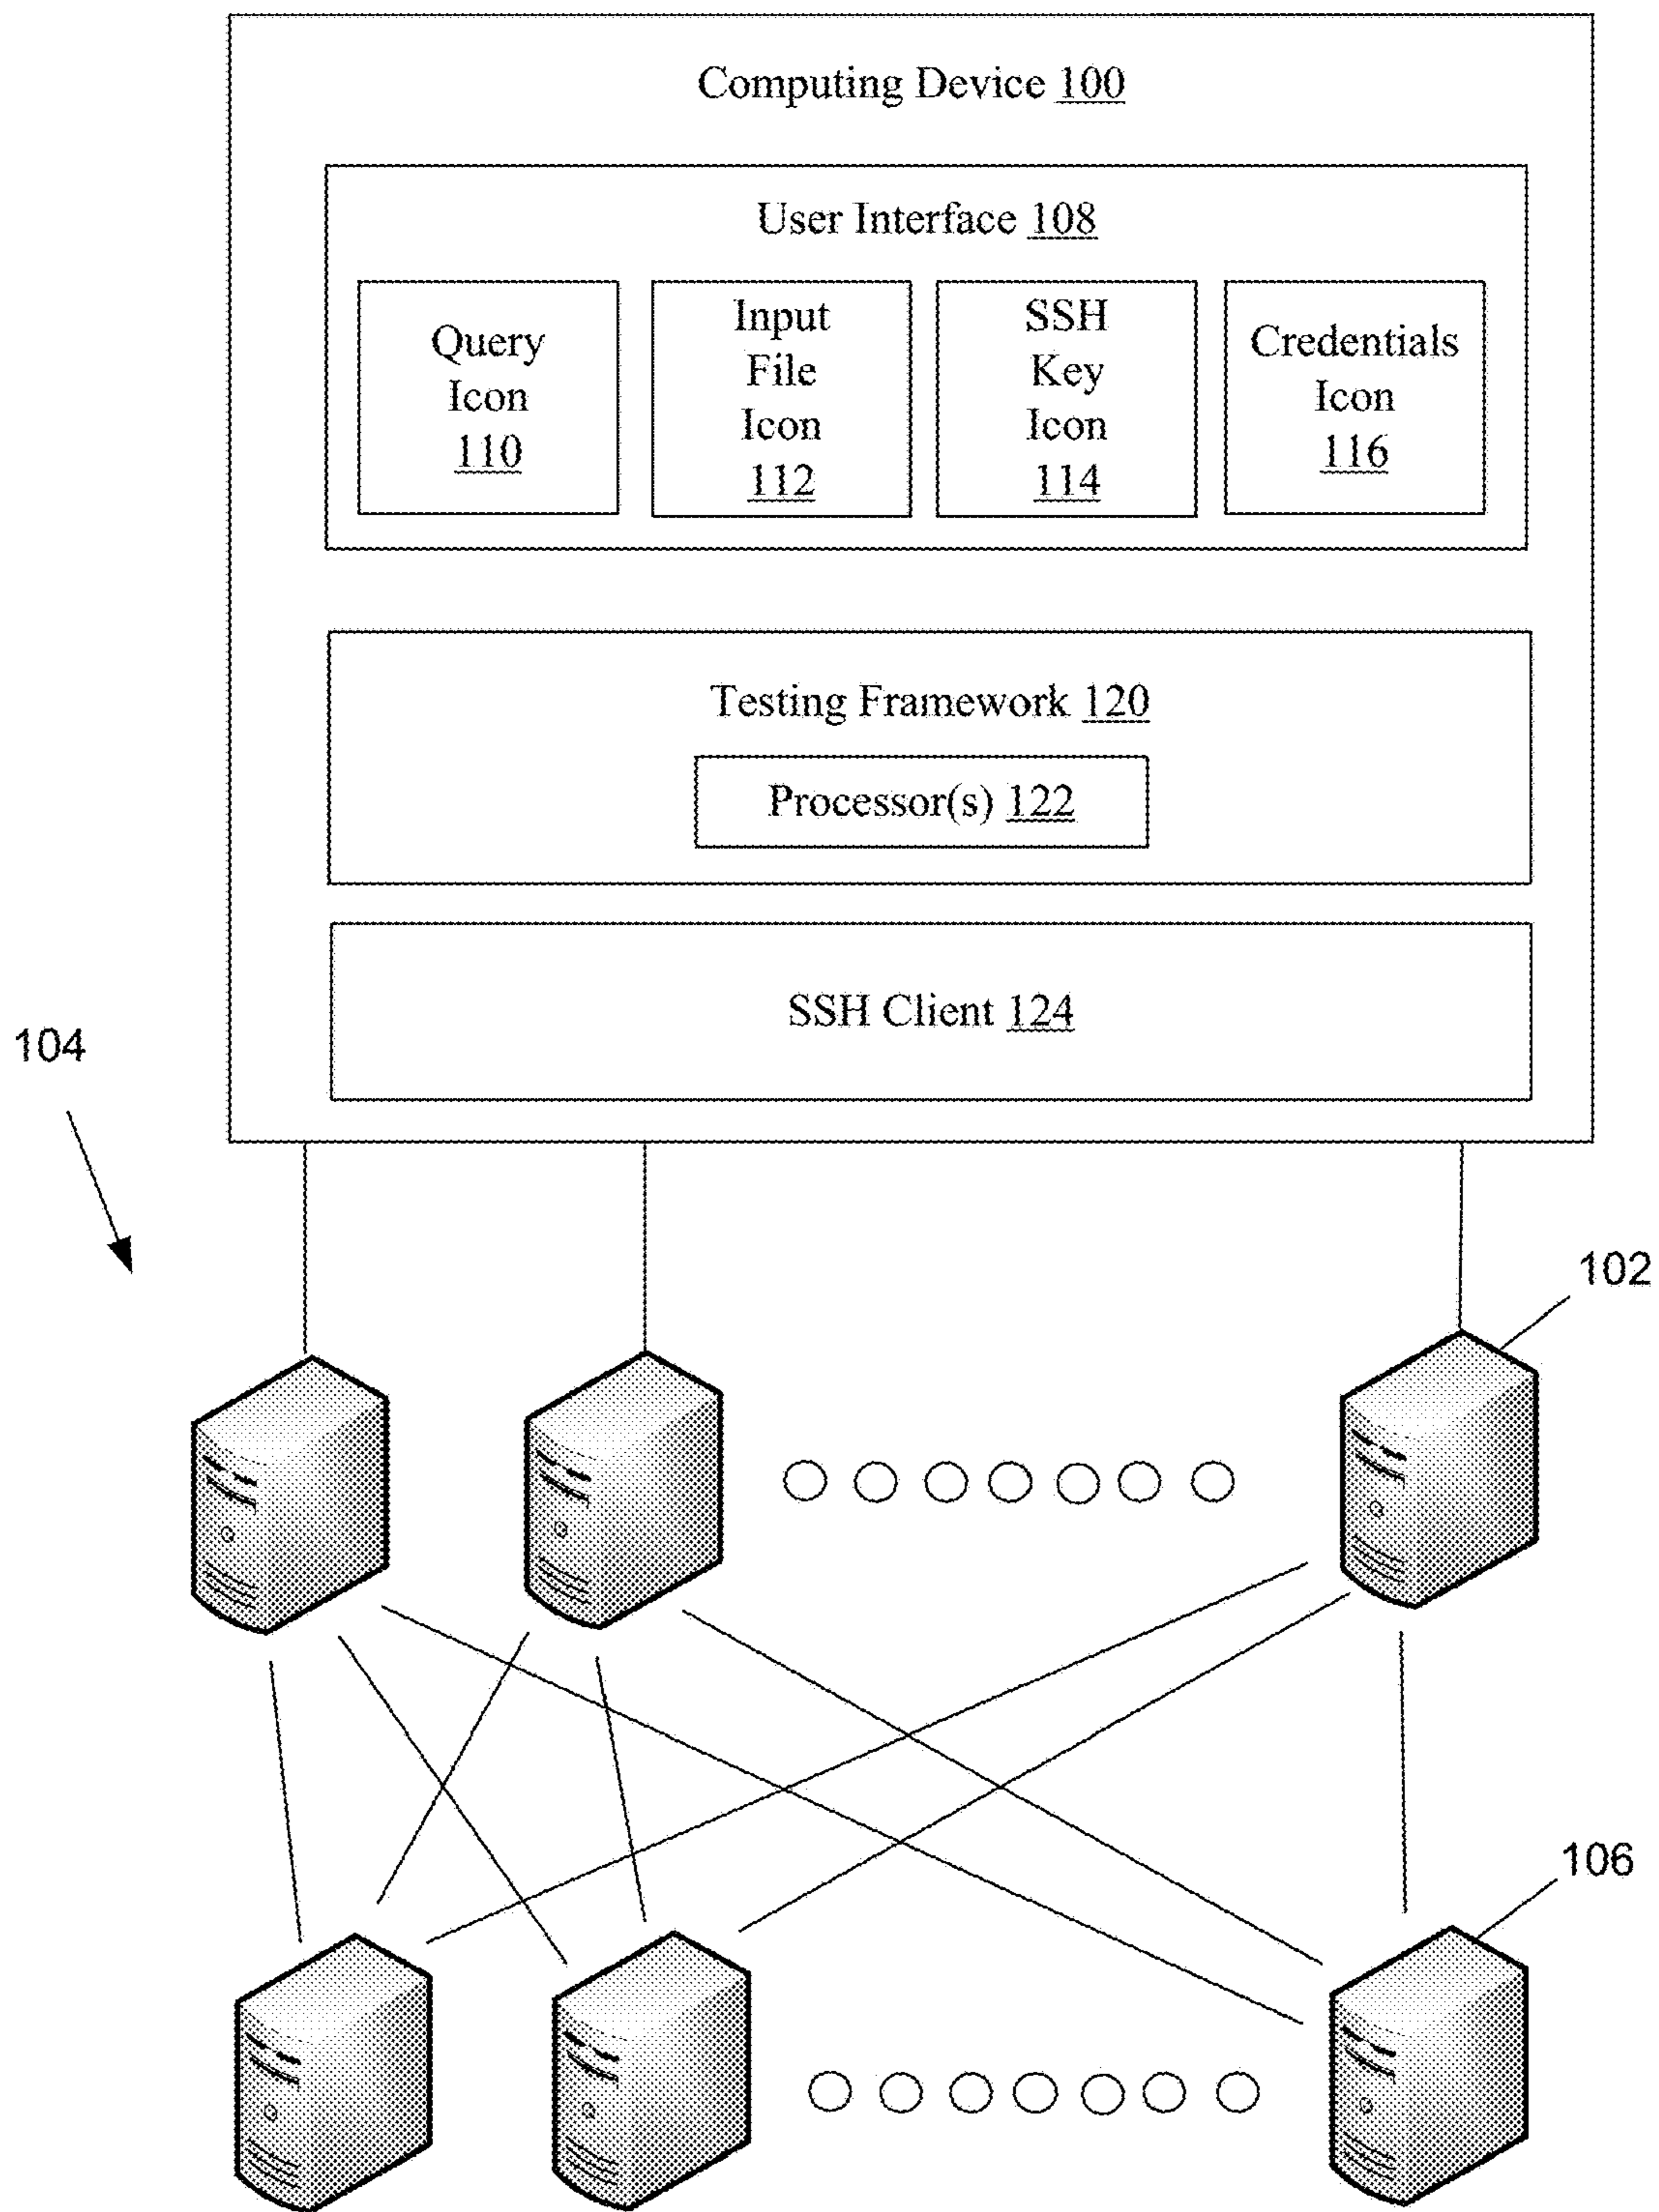 Computing Device 100
User Interface 108
Query
Icon
110
Input
File
Icon
112
SSH
Key
Icon
114
Credentials
Icon
116
Testing Framework 120
Processor(s) 122
SSH Client 124
104
102
106